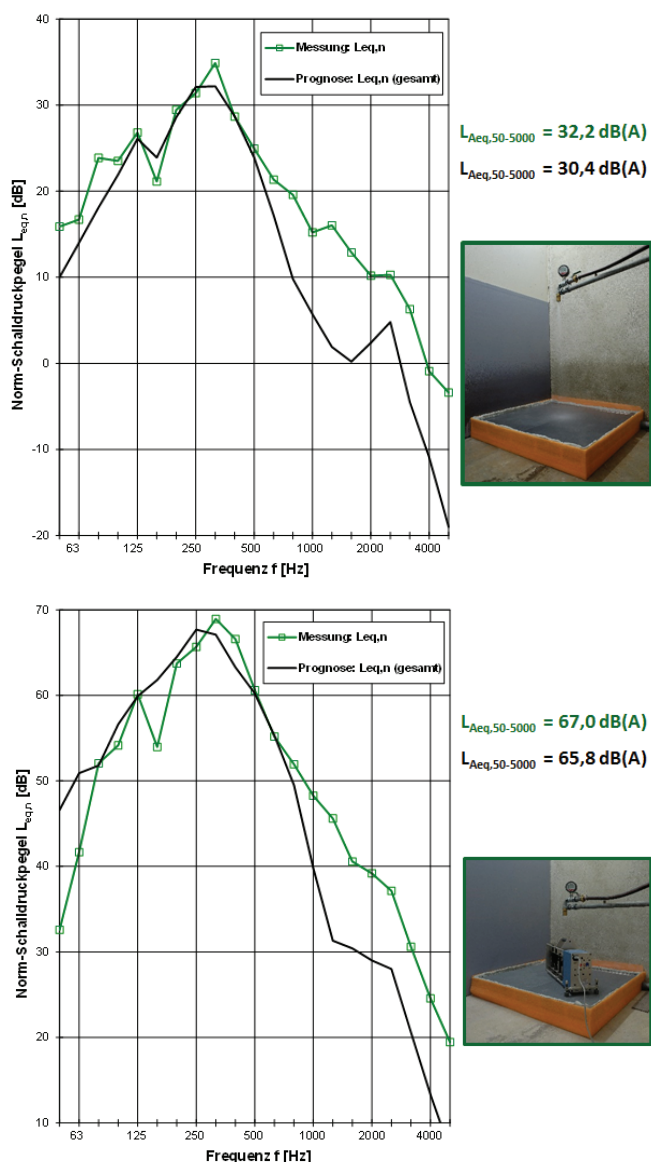 40
30
20
10
0
-10
-20
Norm-Schalldruckpegel Leq,n [dB]
Messung: Leq,n
Prognose: Leq,n (gesamt)
63 125 250 500 1000 2000 4000
Frequenz f [Hz]
LAeq,50-5000 = 32,2 dB(A)
LAeq,50-5000 = 30,4 dB(A)
70
60
50
40
30
20
10
Norm-Schalldruckpegel Leq,n [dB]
Messung: Leq,n
Prognose: Leq,n (gesamt)
63 125 250 500 1000 2000 4000
Frequenz f [Hz]
LAeq,50-5000 = 67,0 dB(A)
LAeq,50-5000 = 65,8 dB(A)